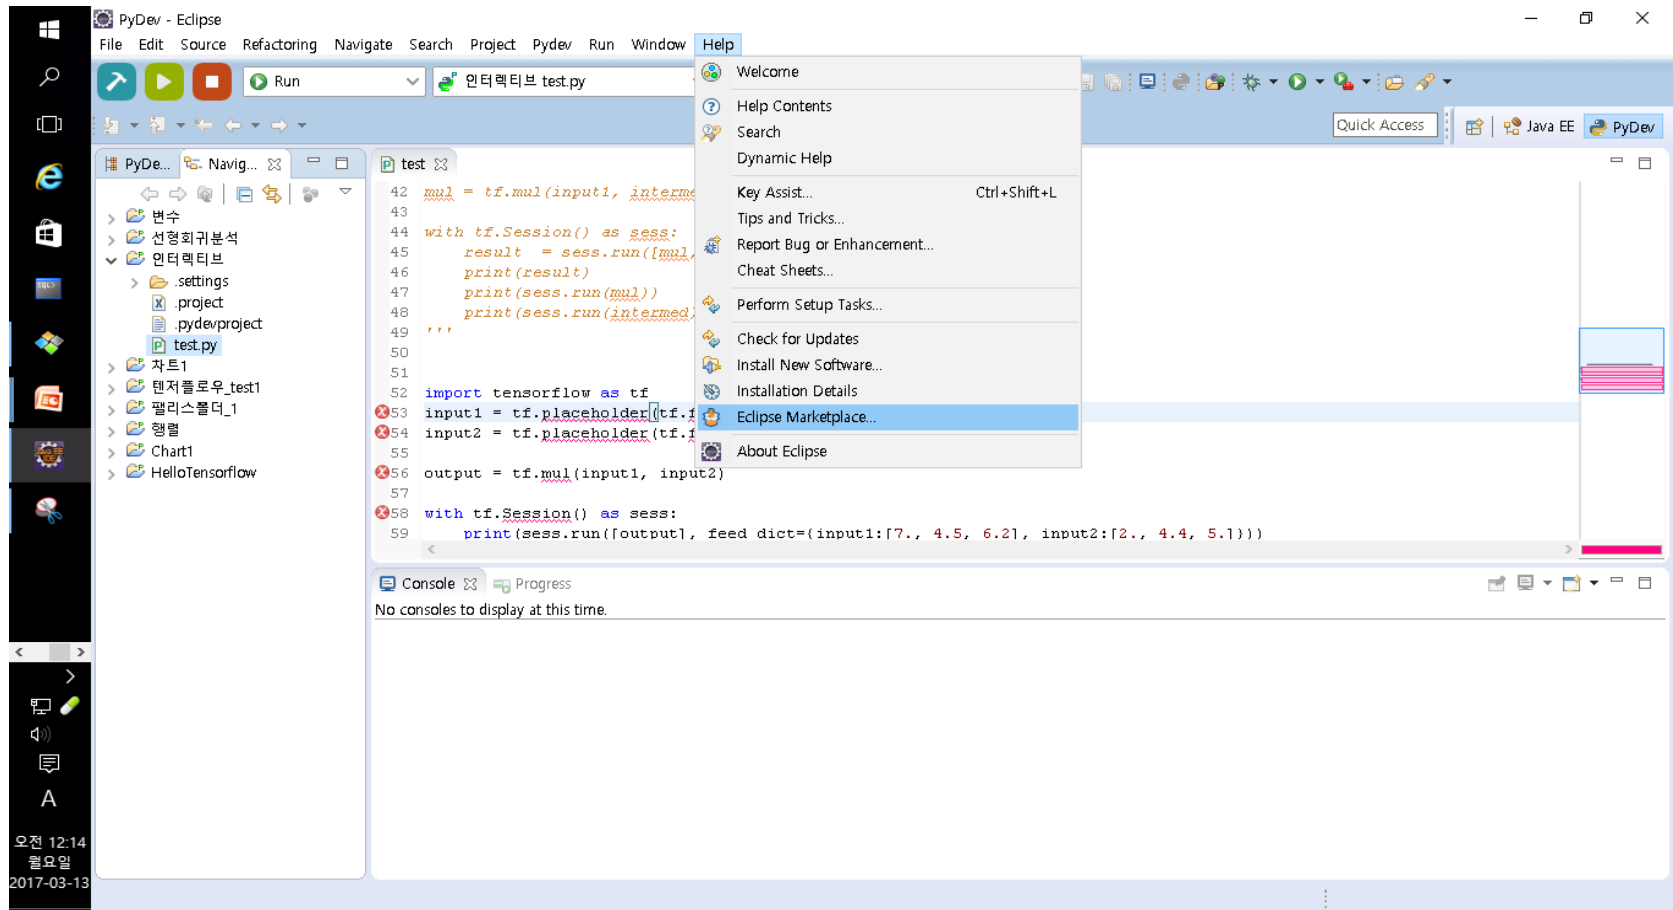 PyDev - Eclipse
File Edit Source Refactoring Navigate Search Project Pydev Run Window Help
Run
인터렉티브 test.py
Quick Access
Java EE
PyDev
PyDe...
Navig...
변수
선형회귀분석
인터렉티브
.settings
.project
.pydevproject
test.py
차트1
텐저플로우_test1
팰리스폴더_1
행렬
Chart1
HelloTensorflow
test
42 mul = tf.mul(input1, interme
43
44 with tf.Session() as sess:
45 result = sess.run([mul,
46 print(result)
47 print(sess.run(mul))
48 print(sess.run(intermed)
49 '''
50
51
52 import tensorflow as tf
53 input1 = tf.placeholder(tf.f
54 input2 = tf.placeholder(tf.f
55
56 output = tf.mul(input1, input2)
57
58 with tf.Session() as sess:
59 print(sess.run([output], feed_dict={input1:[7., 4.5, 6.2], input2:[2., 4.4, 5.]}))
Welcome
Help Contents
Search
Dynamic Help
Key Assist... Ctrl+Shift+L
Tips and Tricks...
Report Bug or Enhancement...
Cheat Sheets...
Perform Setup Tasks...
Check for Updates
Install New Software...
Installation Details
Eclipse Marketplace...
About Eclipse
Console
Progress
No consoles to display at this time.
A
오전 12:14
월요일
2017-03-13